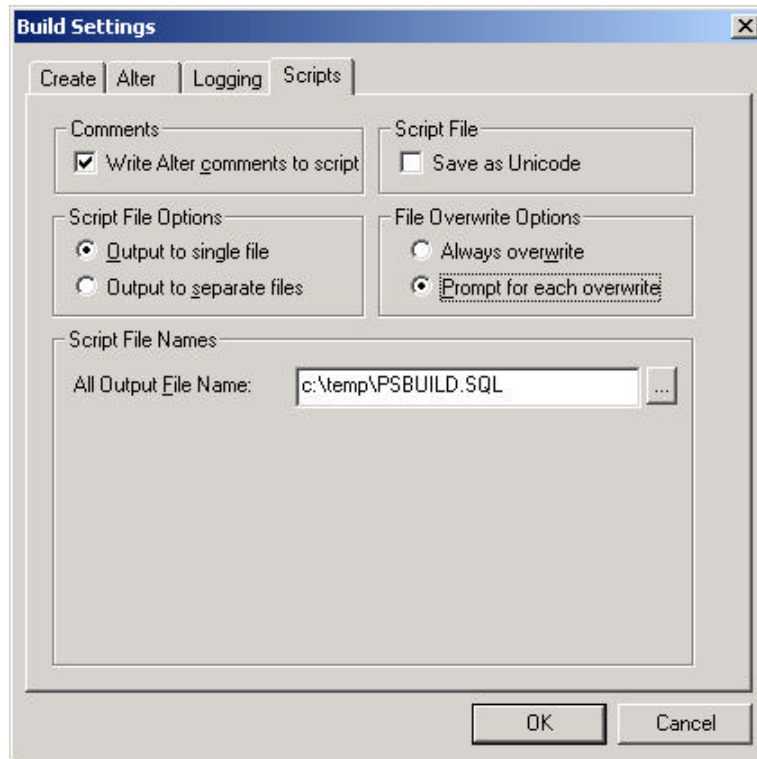 Build Settings
Create Alter Logging Scripts
Comments
Write Alter comments to script
Script File
Save as Unicode
Script File Options
Output to single file
Output to separate files
File Overwrite Options
Always overwrite
Prompt for each overwrite
Script File Names
All Output File Name: c:\temp\PSBUILD.SQL ...
OK Cancel